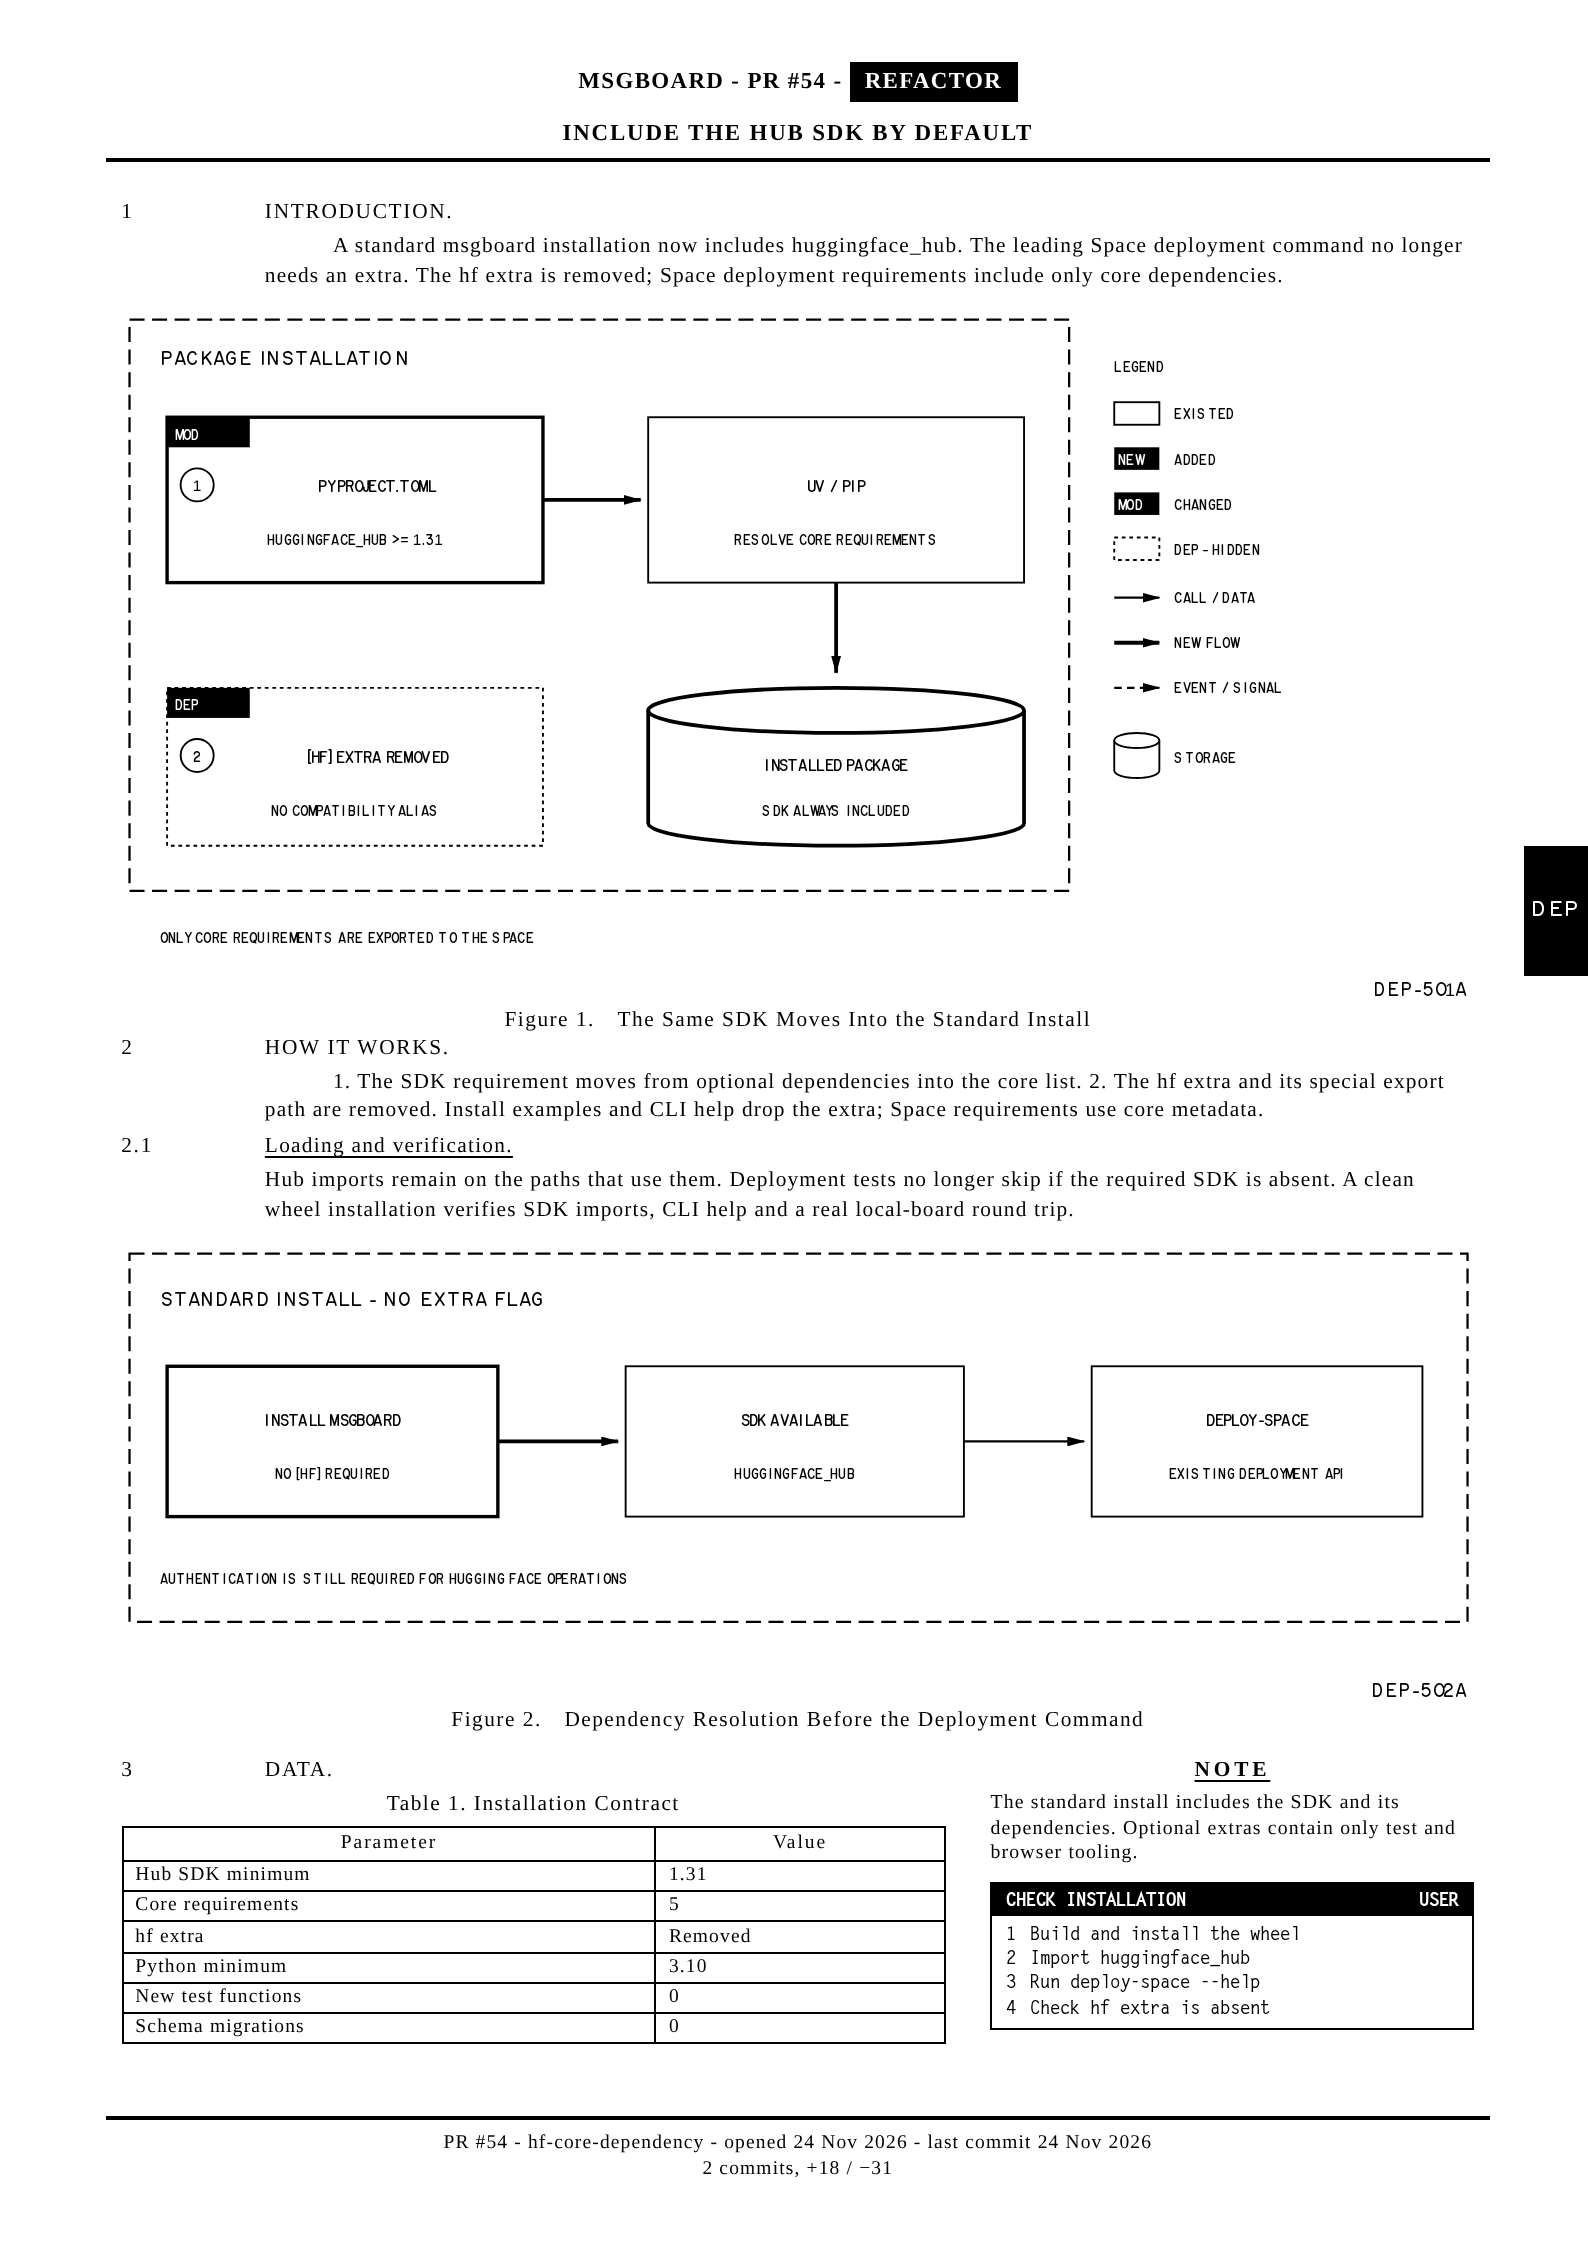 MSGBOARD - PR #54 - REFACTOR
INCLUDE THE HUB SDK BY DEFAULT
1 INTRODUCTION.
A standard msgboard installation now includes huggingface_hub. The leading Space deployment command no longer
needs an extra. The hf extra is removed; Space deployment requirements include only core dependencies.
PACKAGE INSTALLATION
MOD
1
PYPROJECT.TOML
HUGGINGFACE_HUB >= 1.31
UV / PIP
RESOLVE CORE REQUIREMENTS
DEP
2
[HF] EXTRA REMOVED
NO COMPATIBILITY ALIAS
INSTALLED PACKAGE
SDK ALWAYS INCLUDED
ONLY CORE REQUIREMENTS ARE EXPORTED TO THE SPACE
LEGEND
EXISTED
NEW ADDED
MOD CHANGED
DEP - HIDDEN
CALL / DATA
NEW FLOW
EVENT / SIGNAL
STORAGE
DEP
DEP-501A
Figure 1. The Same SDK Moves Into the Standard Install
2 HOW IT WORKS.
1. The SDK requirement moves from optional dependencies into the core list. 2. The hf extra and its special export
path are removed. Install examples and CLI help drop the extra; Space requirements use core metadata.
2.1 Loading and verification.
Hub imports remain on the paths that use them. Deployment tests no longer skip if the required SDK is absent. A clean
wheel installation verifies SDK imports, CLI help and a real local-board round trip.
STANDARD INSTALL - NO EXTRA FLAG
INSTALL MSGBOARD
NO [HF] REQUIRED
SDK AVAILABLE
HUGGINGFACE_HUB
DEPLOY-SPACE
EXISTING DEPLOYMENT API
AUTHENTICATION IS STILL REQUIRED FOR HUGGING FACE OPERATIONS
DEP-502A
Figure 2. Dependency Resolution Before the Deployment Command
3 DATA.
Table 1. Installation Contract
Parameter Value
Hub SDK minimum 1.31
Core requirements 5
hf extra Removed
Python minimum 3.10
New test functions 0
Schema migrations 0
NOTE
The standard install includes the SDK and its
dependencies. Optional extras contain only test and
browser tooling.
CHECK INSTALLATION USER
1 Build and install the wheel
2 Import huggingface_hub
3 Run deploy-space --help
4 Check hf extra is absent
PR #54 - hf-core-dependency - opened 24 Nov 2026 - last commit 24 Nov 2026
2 commits, +18 / −31